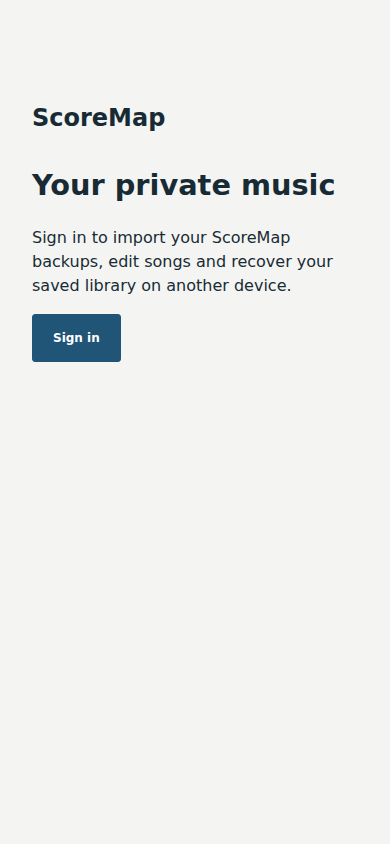 ScoreMap
Your private music
Sign in to import your ScoreMap
backups, edit songs and recover your
saved library on another device.
Sign in